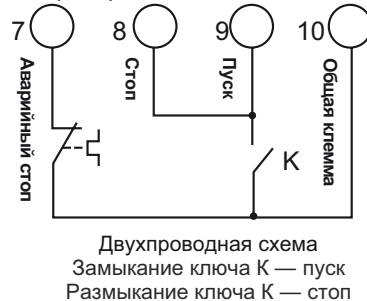 7 8 9 10
Аварийный стоп
Стоп
Пуск
Общая клемма
K
Двухпроводная схема
Замыкание ключа К — пуск
Размыкание ключа К — стоп